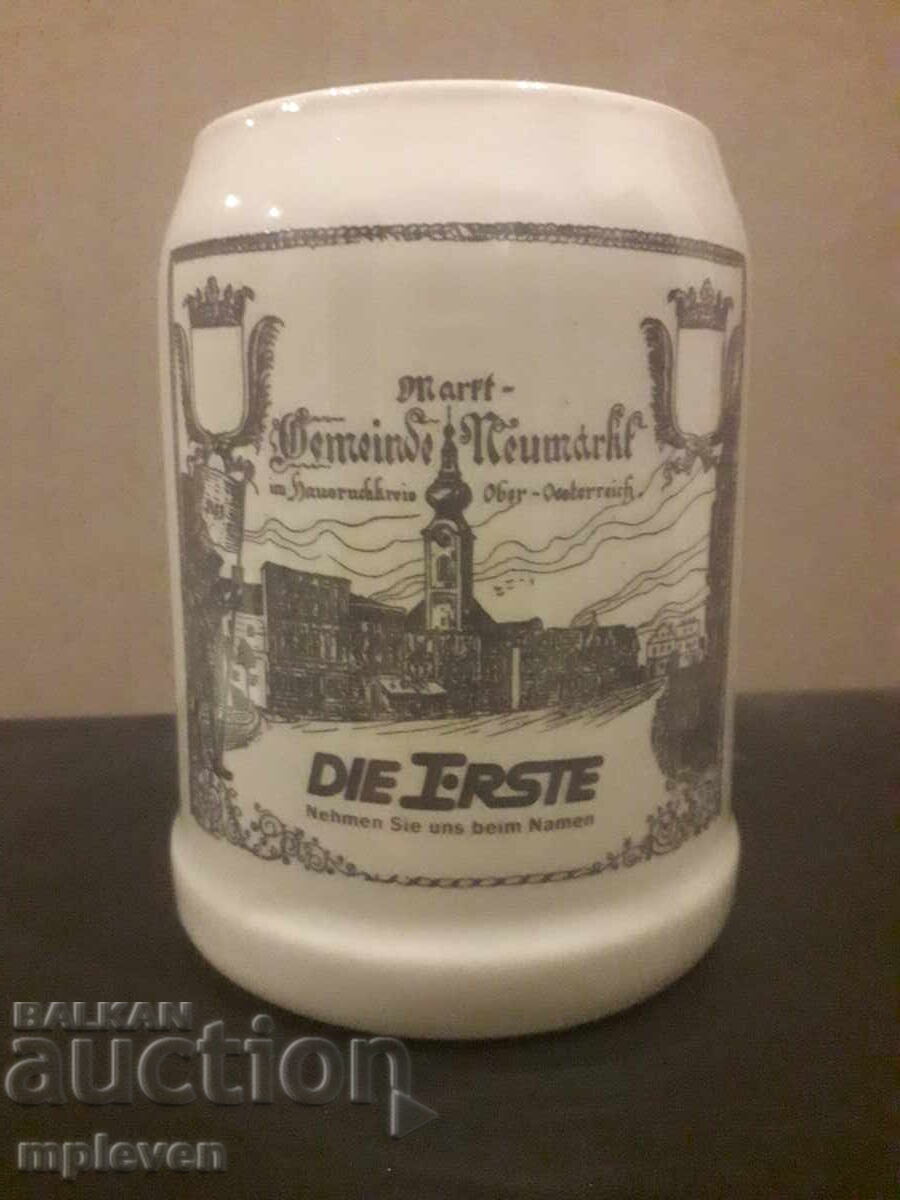 Markt-
Gemeinde Neumarkt
im Hausruckkreis Ober-Oesterreich.
DIE ERSTE
Nehmen Sie uns beim Namen
BALKAN
auction
mpleven